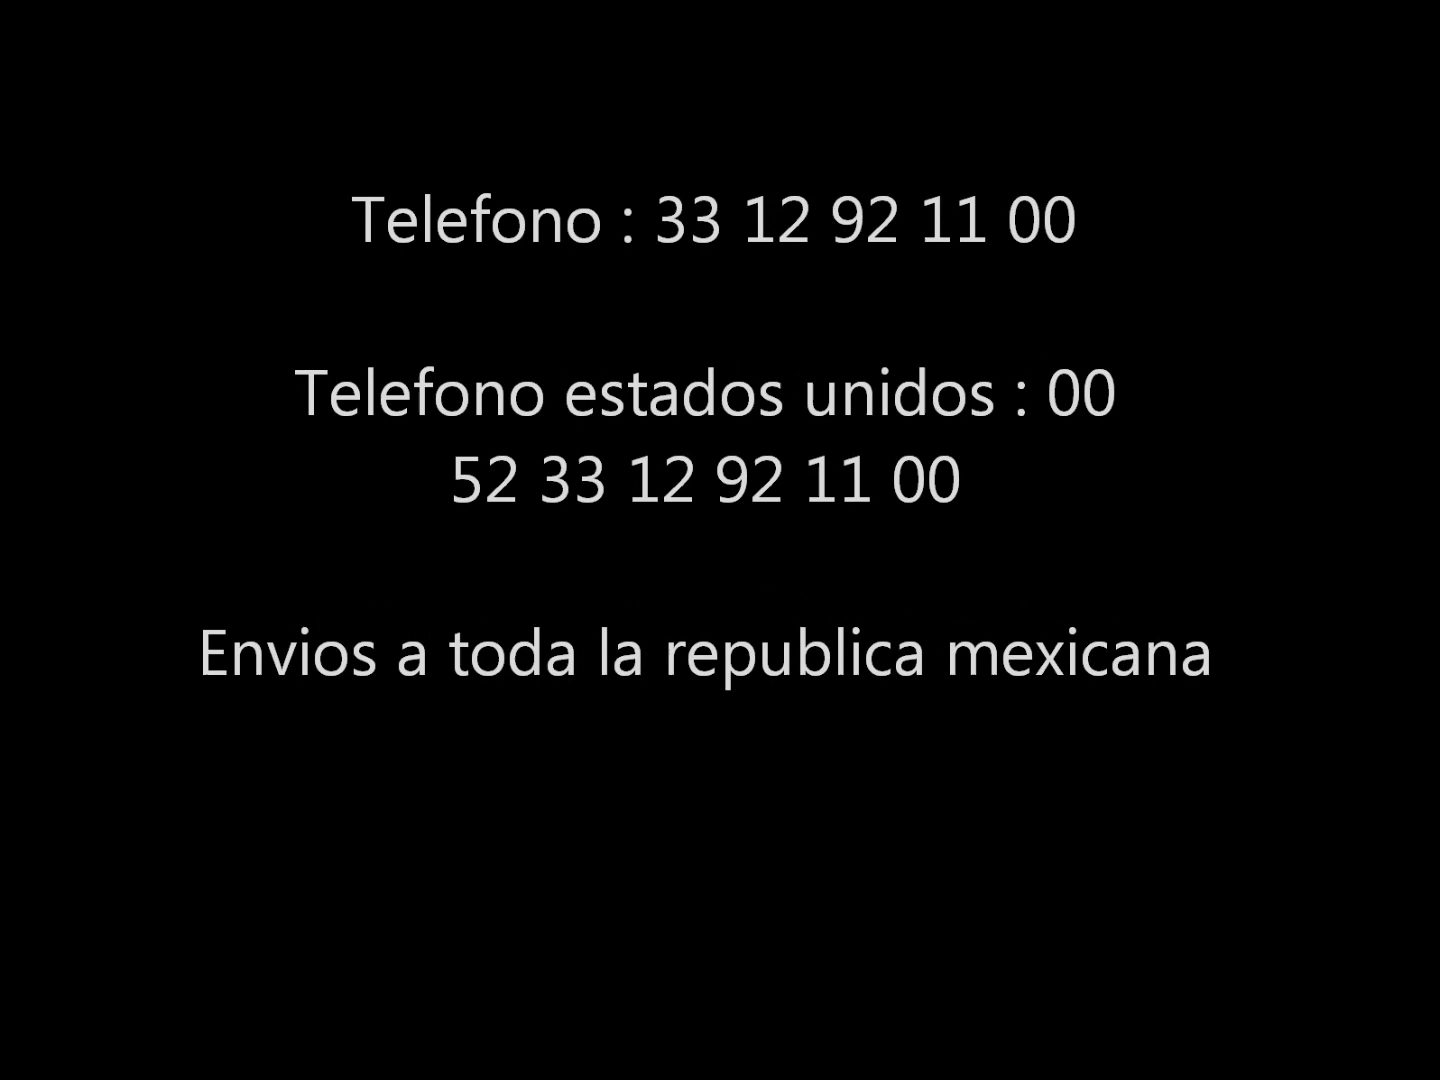 Telefono : 33 12 92 11 00
Telefono estados unidos : 00
52 33 12 92 11 00
Envios a toda la republica mexicana